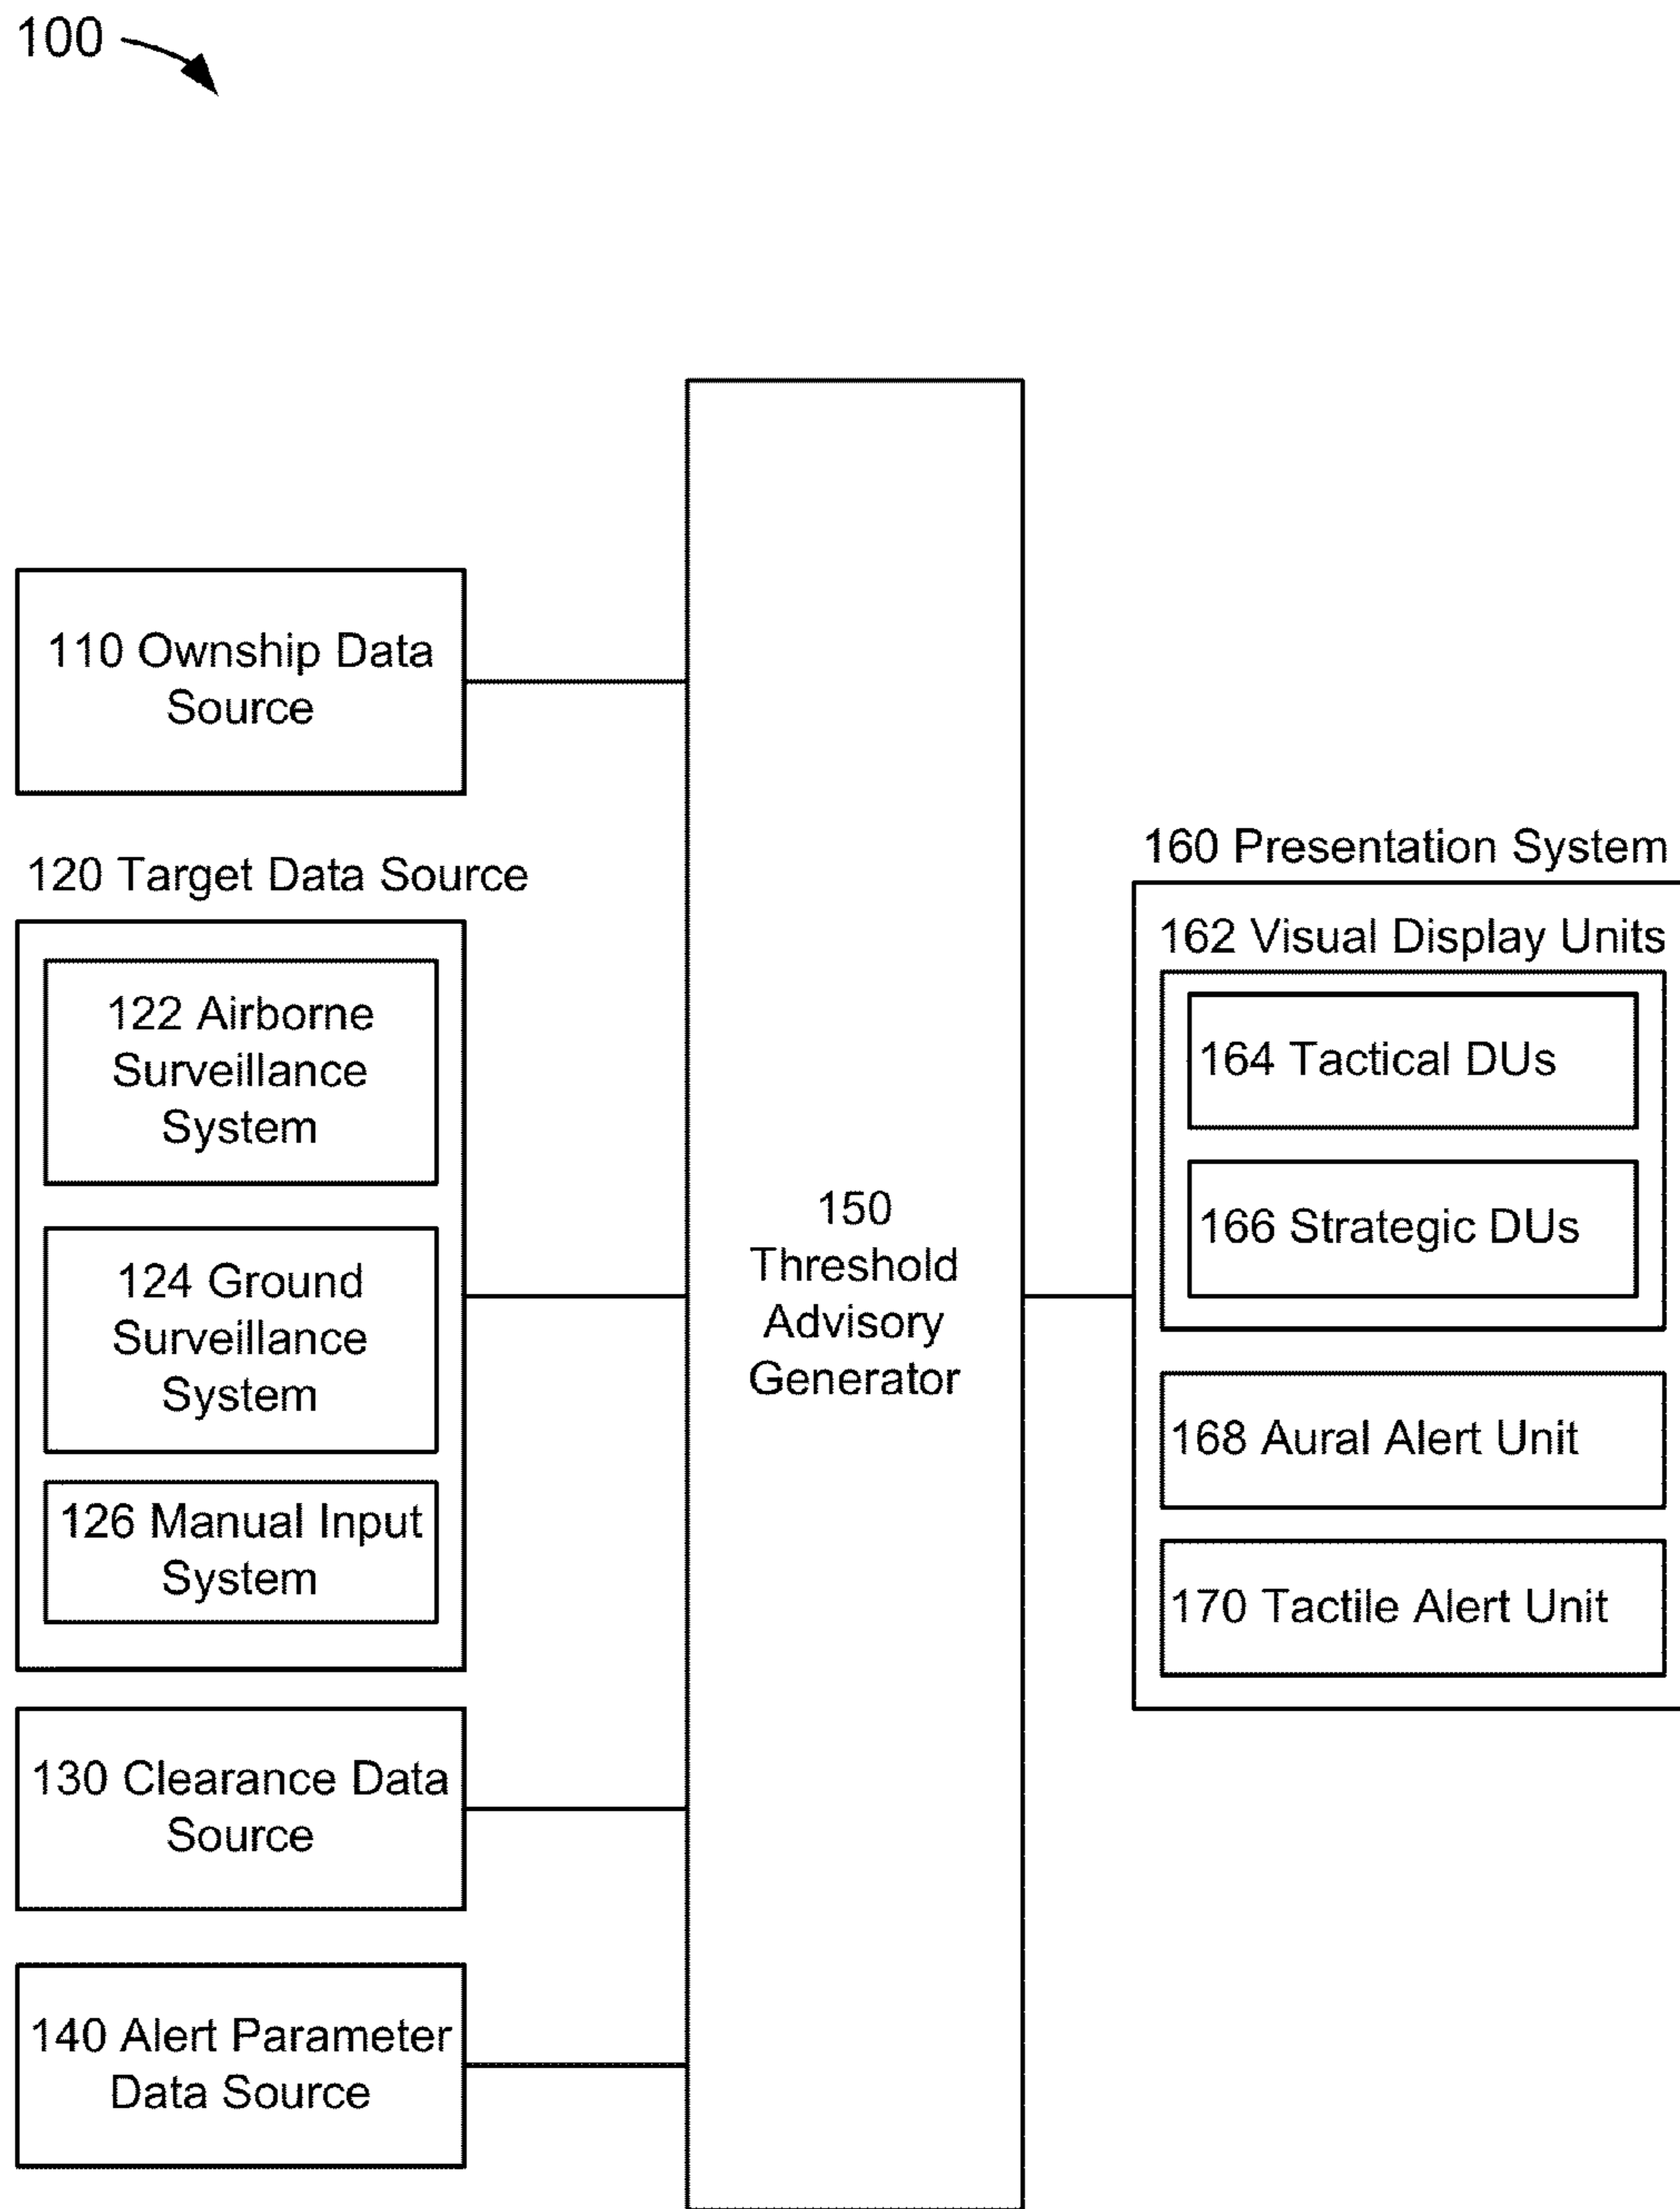 100
110 Ownship Data
Source
120 Target Data Source
122 Airborne
Surveillance
System
124 Ground
Surveillance
System
126 Manual Input
System
130 Clearance Data
Source
140 Alert Parameter
Data Source
150
Threshold
Advisory
Generator
160 Presentation System
162 Visual Display Units
164 Tactical DUs
166 Strategic DUs
168 Aural Alert Unit
170 Tactile Alert Unit